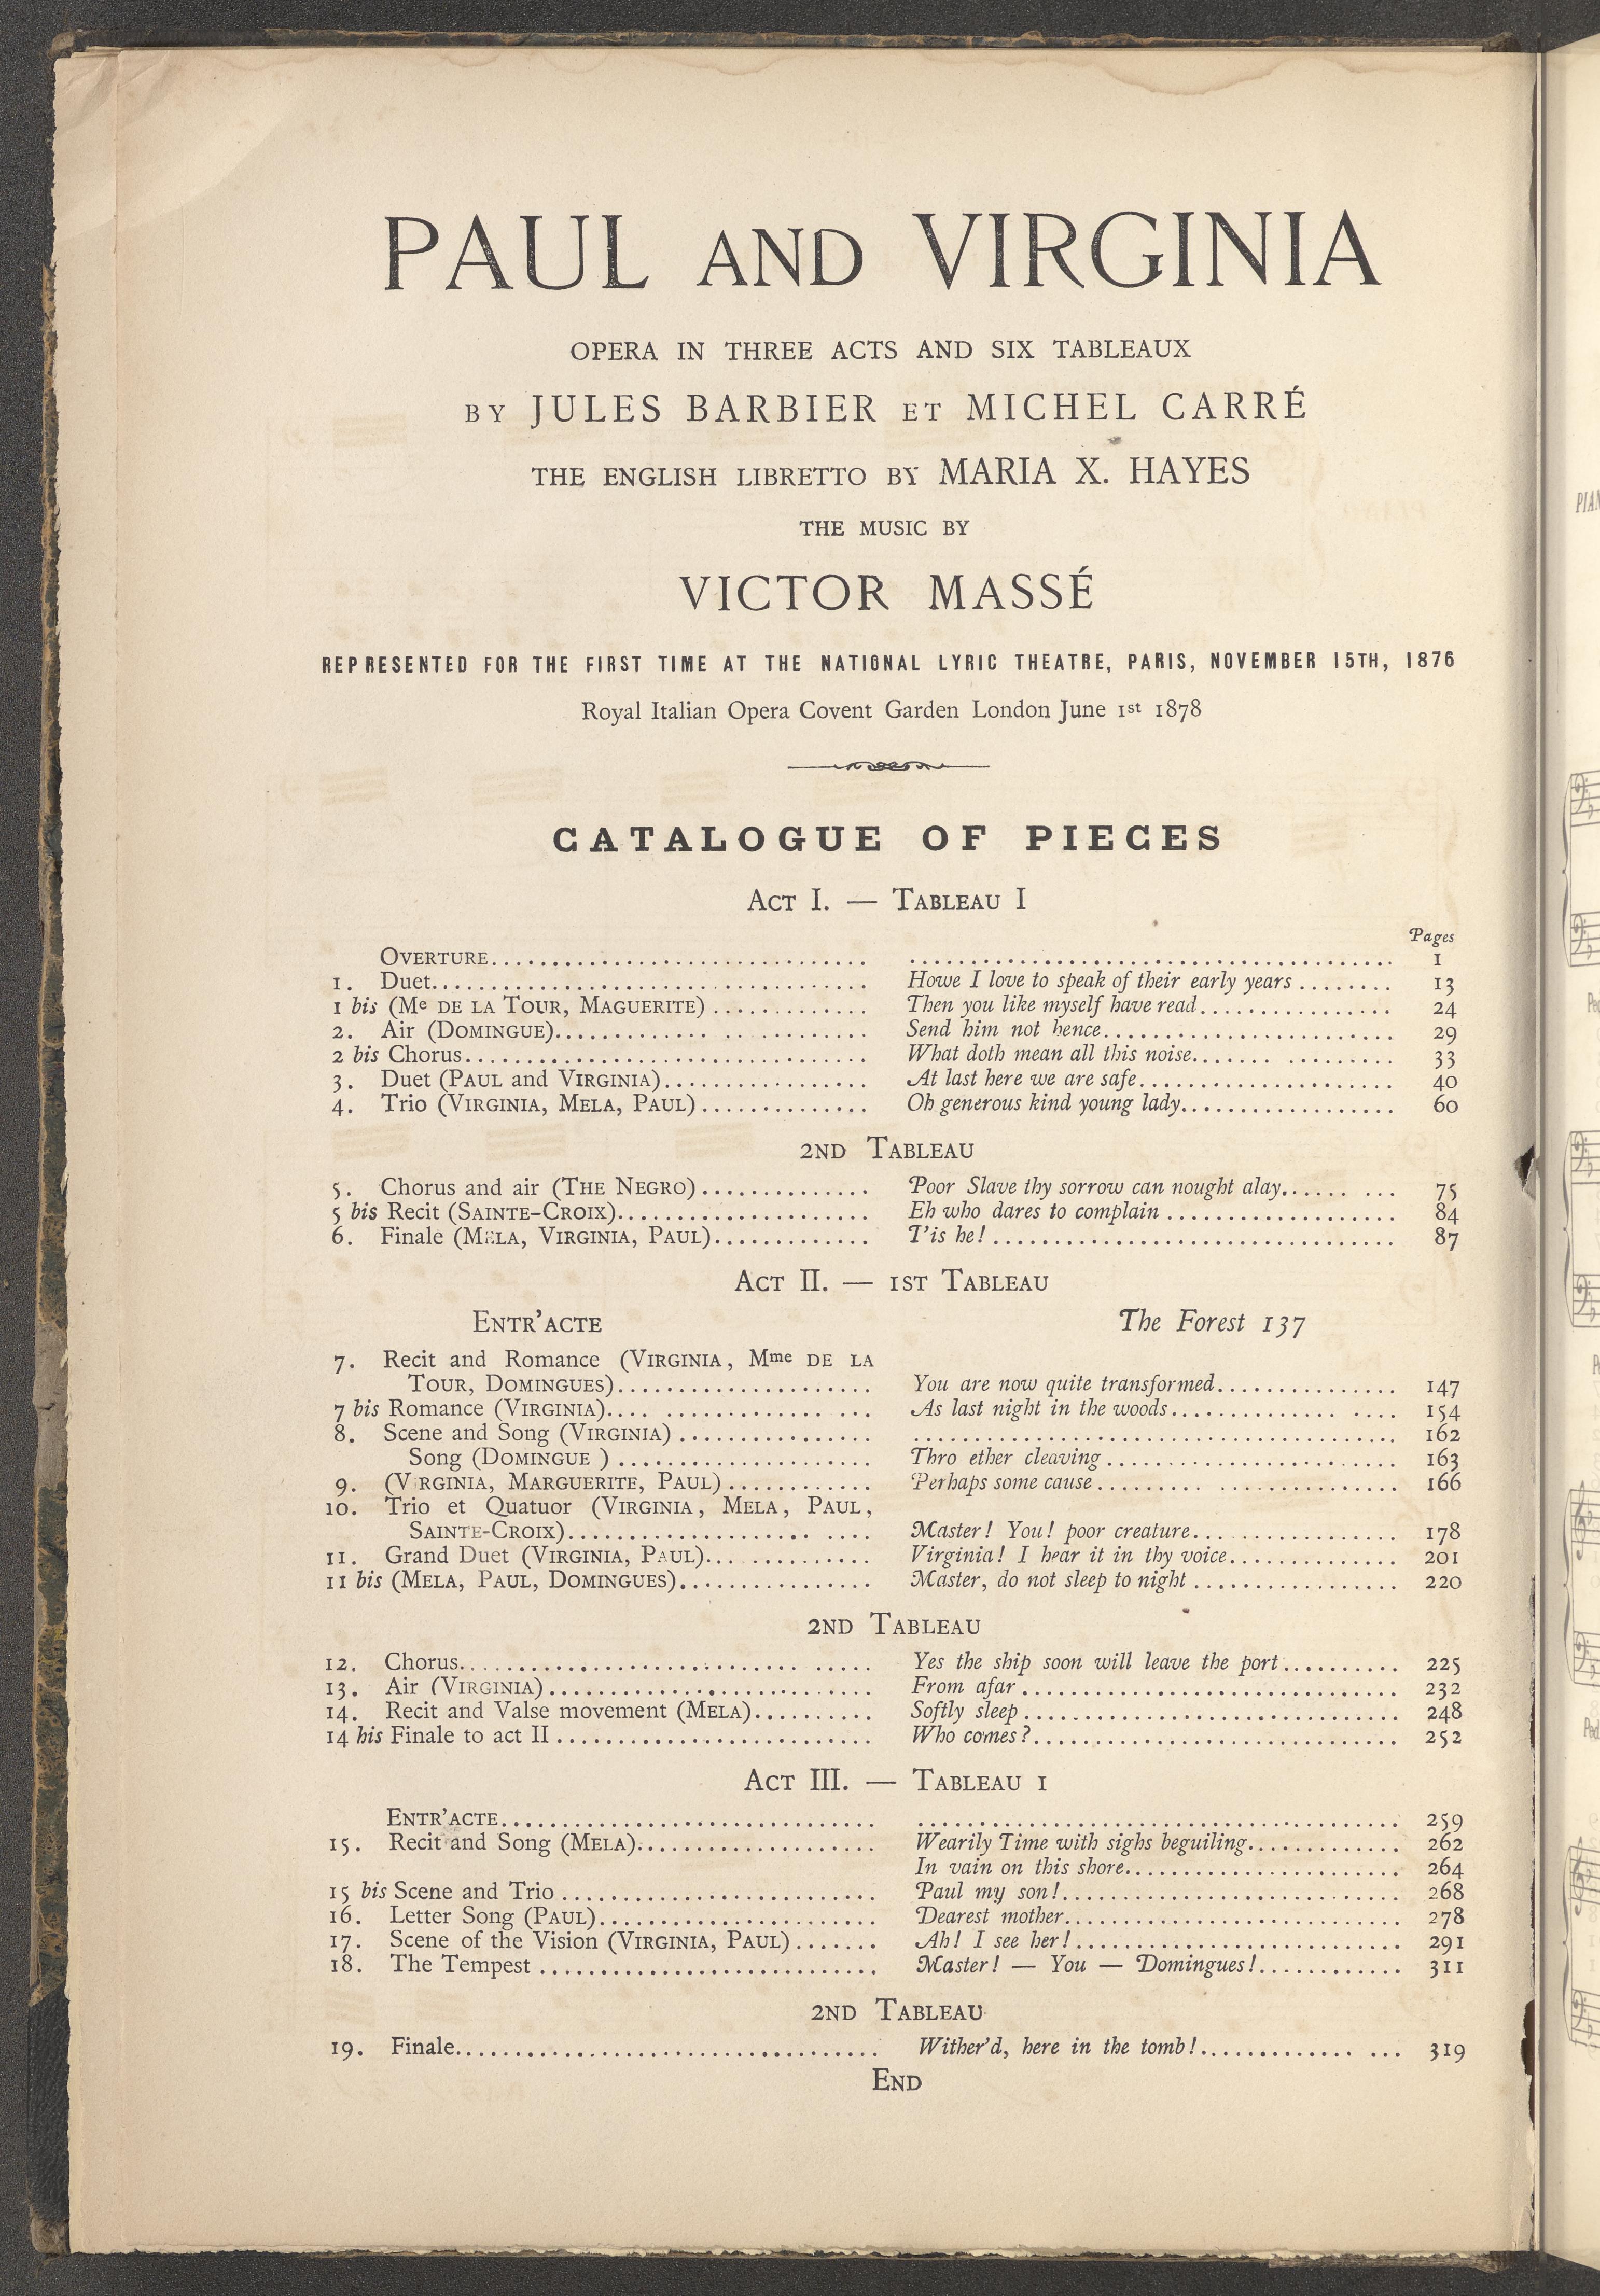 PAUL AND VIRGINIA
OPERA IN THREE ACTS AND SIX TABLEAUX
BY JULES BARBIER ET MICHEL CARRÉ
THE ENGLISH LIBRETTO BY MARIA X. HAYES
THE MUSIC BY
VICTOR MASSÉ
REPRESENTED FOR THE FIRST TIME AT THE NATIONAL LYRIC THEATRE, PARIS, NOVEMBER 15TH, 1876
Royal Italian Opera Covent Garden London June 1st 1878
CATALOGUE OF PIECES
ACT I. — TABLEAU I
Pages
OVERTURE........ ........ 1
1. Duet........ Howe I love to speak of their early years ........ 13
1 bis (Me DE LA TOUR, MAGUERITE) ........ Then you like myself have read........ 24
2. Air (DOMINGUE)........ Send him not hence........ 29
2 bis Chorus........ What doth mean all this noise........ 33
3. Duet (PAUL and VIRGINIA)........ At last here we are safe........ 40
4. Trio (VIRGINIA, MELA, PAUL)........ Oh generous kind young lady........ 60
2ND TABLEAU
5. Chorus and air (THE NEGRO)........ Poor Slave thy sorrow can nought alay........ 75
5 bis Recit (SAINTE-CROIX)........ Eh who dares to complain ........ 84
6. Finale (MELA, VIRGINIA, PAUL)........ T'is he! ........ 87
ACT II. — 1ST TABLEAU
ENTR'ACTE The Forest 137
7. Recit and Romance (VIRGINIA, Mme DE LA
TOUR, DOMINGUES)........ You are now quite transformed........ 147
7 bis Romance (VIRGINIA)........ As last night in the woods........ 154
8. Scene and Song (VIRGINIA) ........ ........ 162
Song (DOMINGUE ) ........ Thro ether cleaving ........ 163
9. (VIRGINIA, MARGUERITE, PAUL) ........ Perhaps some cause ........ 166
10. Trio et Quatuor (VIRGINIA, MELA, PAUL,
SAINTE-CROIX)........ Master! You! poor creature........ 178
11. Grand Duet (VIRGINIA, PAUL)........ Virginia! I hear it in thy voice........ 201
11 bis (MELA, PAUL, DOMINGUES)........ Master, do not sleep to night ........ 220
2ND TABLEAU
12. Chorus........ Yes the ship soon will leave the port ........ 225
13. Air (VIRGINIA) ........ From afar ........ 232
14. Recit and Valse movement (MELA)........ Softly sleep ........ 248
14 bis Finale to act II ........ Who comes?........ 252
ACT III. — TABLEAU 1
ENTR'ACTE........ ........ 259
15. Recit and Song (MELA)........ Wearily Time with sighs beguiling........ 262
In vain on this shore........ 264
15 bis Scene and Trio ........ Paul my son!........ 268
16. Letter Song (PAUL)........ Dearest mother........ 278
17. Scene of the Vision (VIRGINIA, PAUL) ........ Ah! I see her! ........ 291
18. The Tempest ........ Master! — You — Domingues!........ 311
2ND TABLEAU
19. Finale........ Wither'd, here in the tomb!........ 319
END